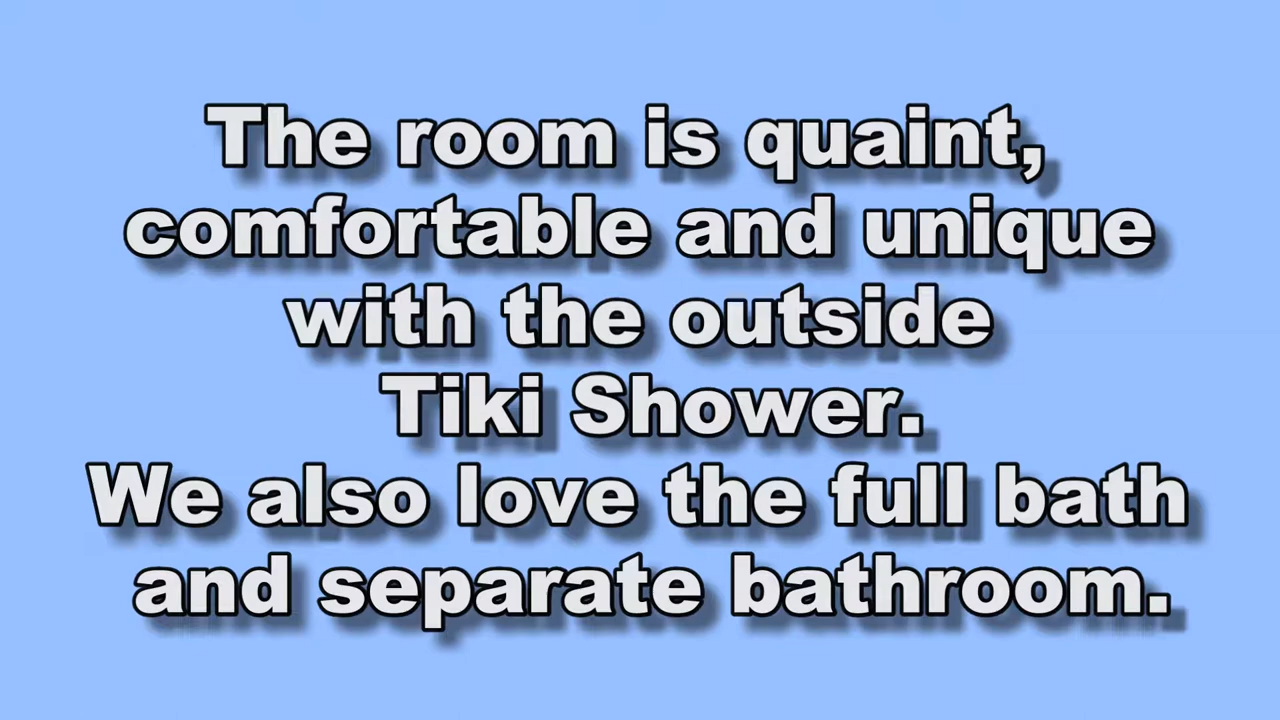 The room is quaint,
comfortable and unique
with the outside
Tiki Shower.
We also love the full bath
and separate bathroom.